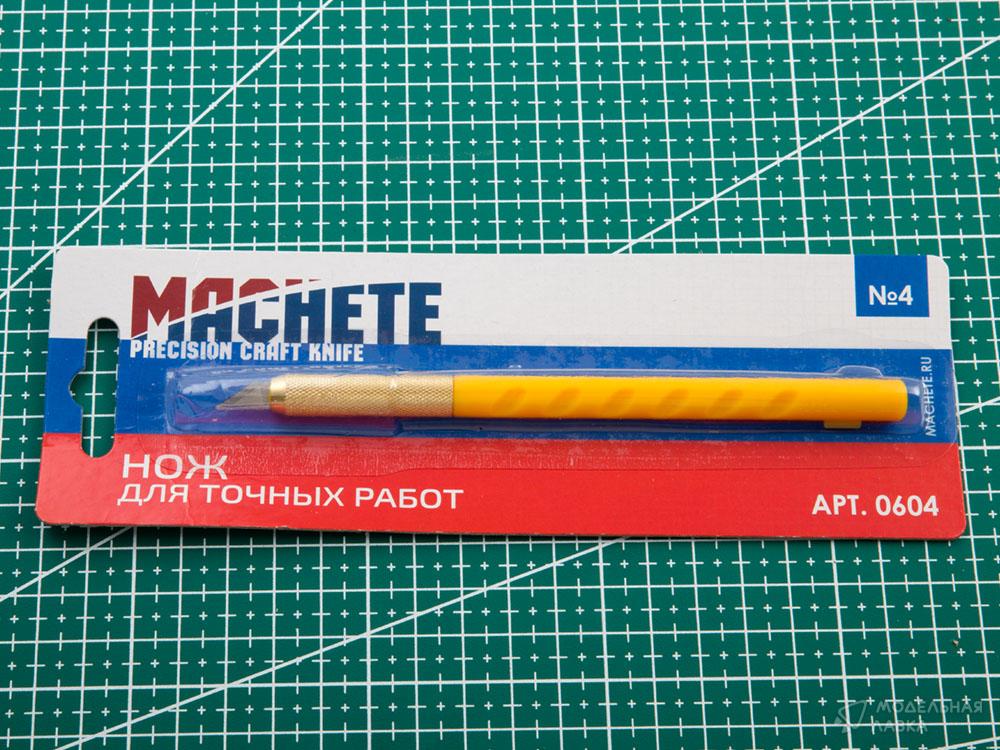 MACHETE
PRECISION CRAFT KNIFE
№4
MACHETE.RU
НОЖ
ДЛЯ ТОЧНЫХ РАБОТ
АРТ. 0604
МОДЕЛЬНАЯ
ЛАВКА